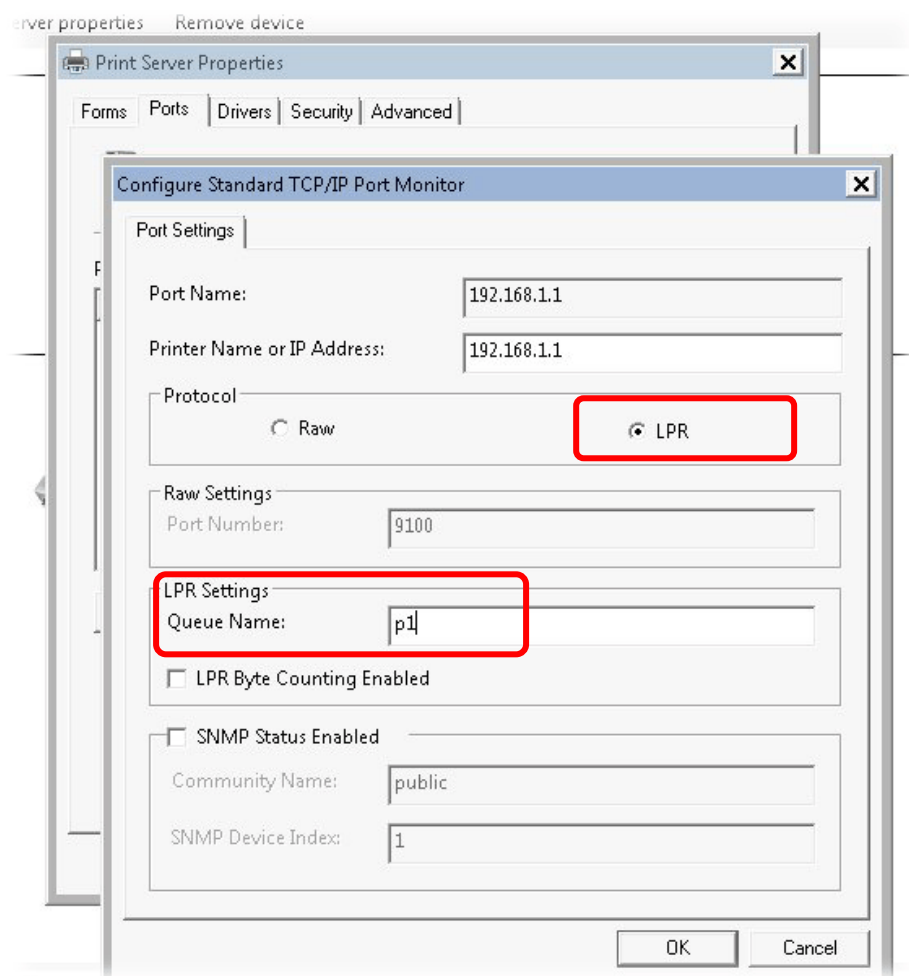 erver properties Remove device
Print Server Properties
Forms Ports Drivers Security Advanced
Configure Standard TCP/IP Port Monitor
Port Settings
P
Port Name: 192.168.1.1
Printer Name or IP Address: 192.168.1.1
Protocol
Raw LPR
Raw Settings
Port Number: 9100
LPR Settings
Queue Name: p1
LPR Byte Counting Enabled
SNMP Status Enabled
Community Name: public
SNMP Device Index: 1
OK Cancel